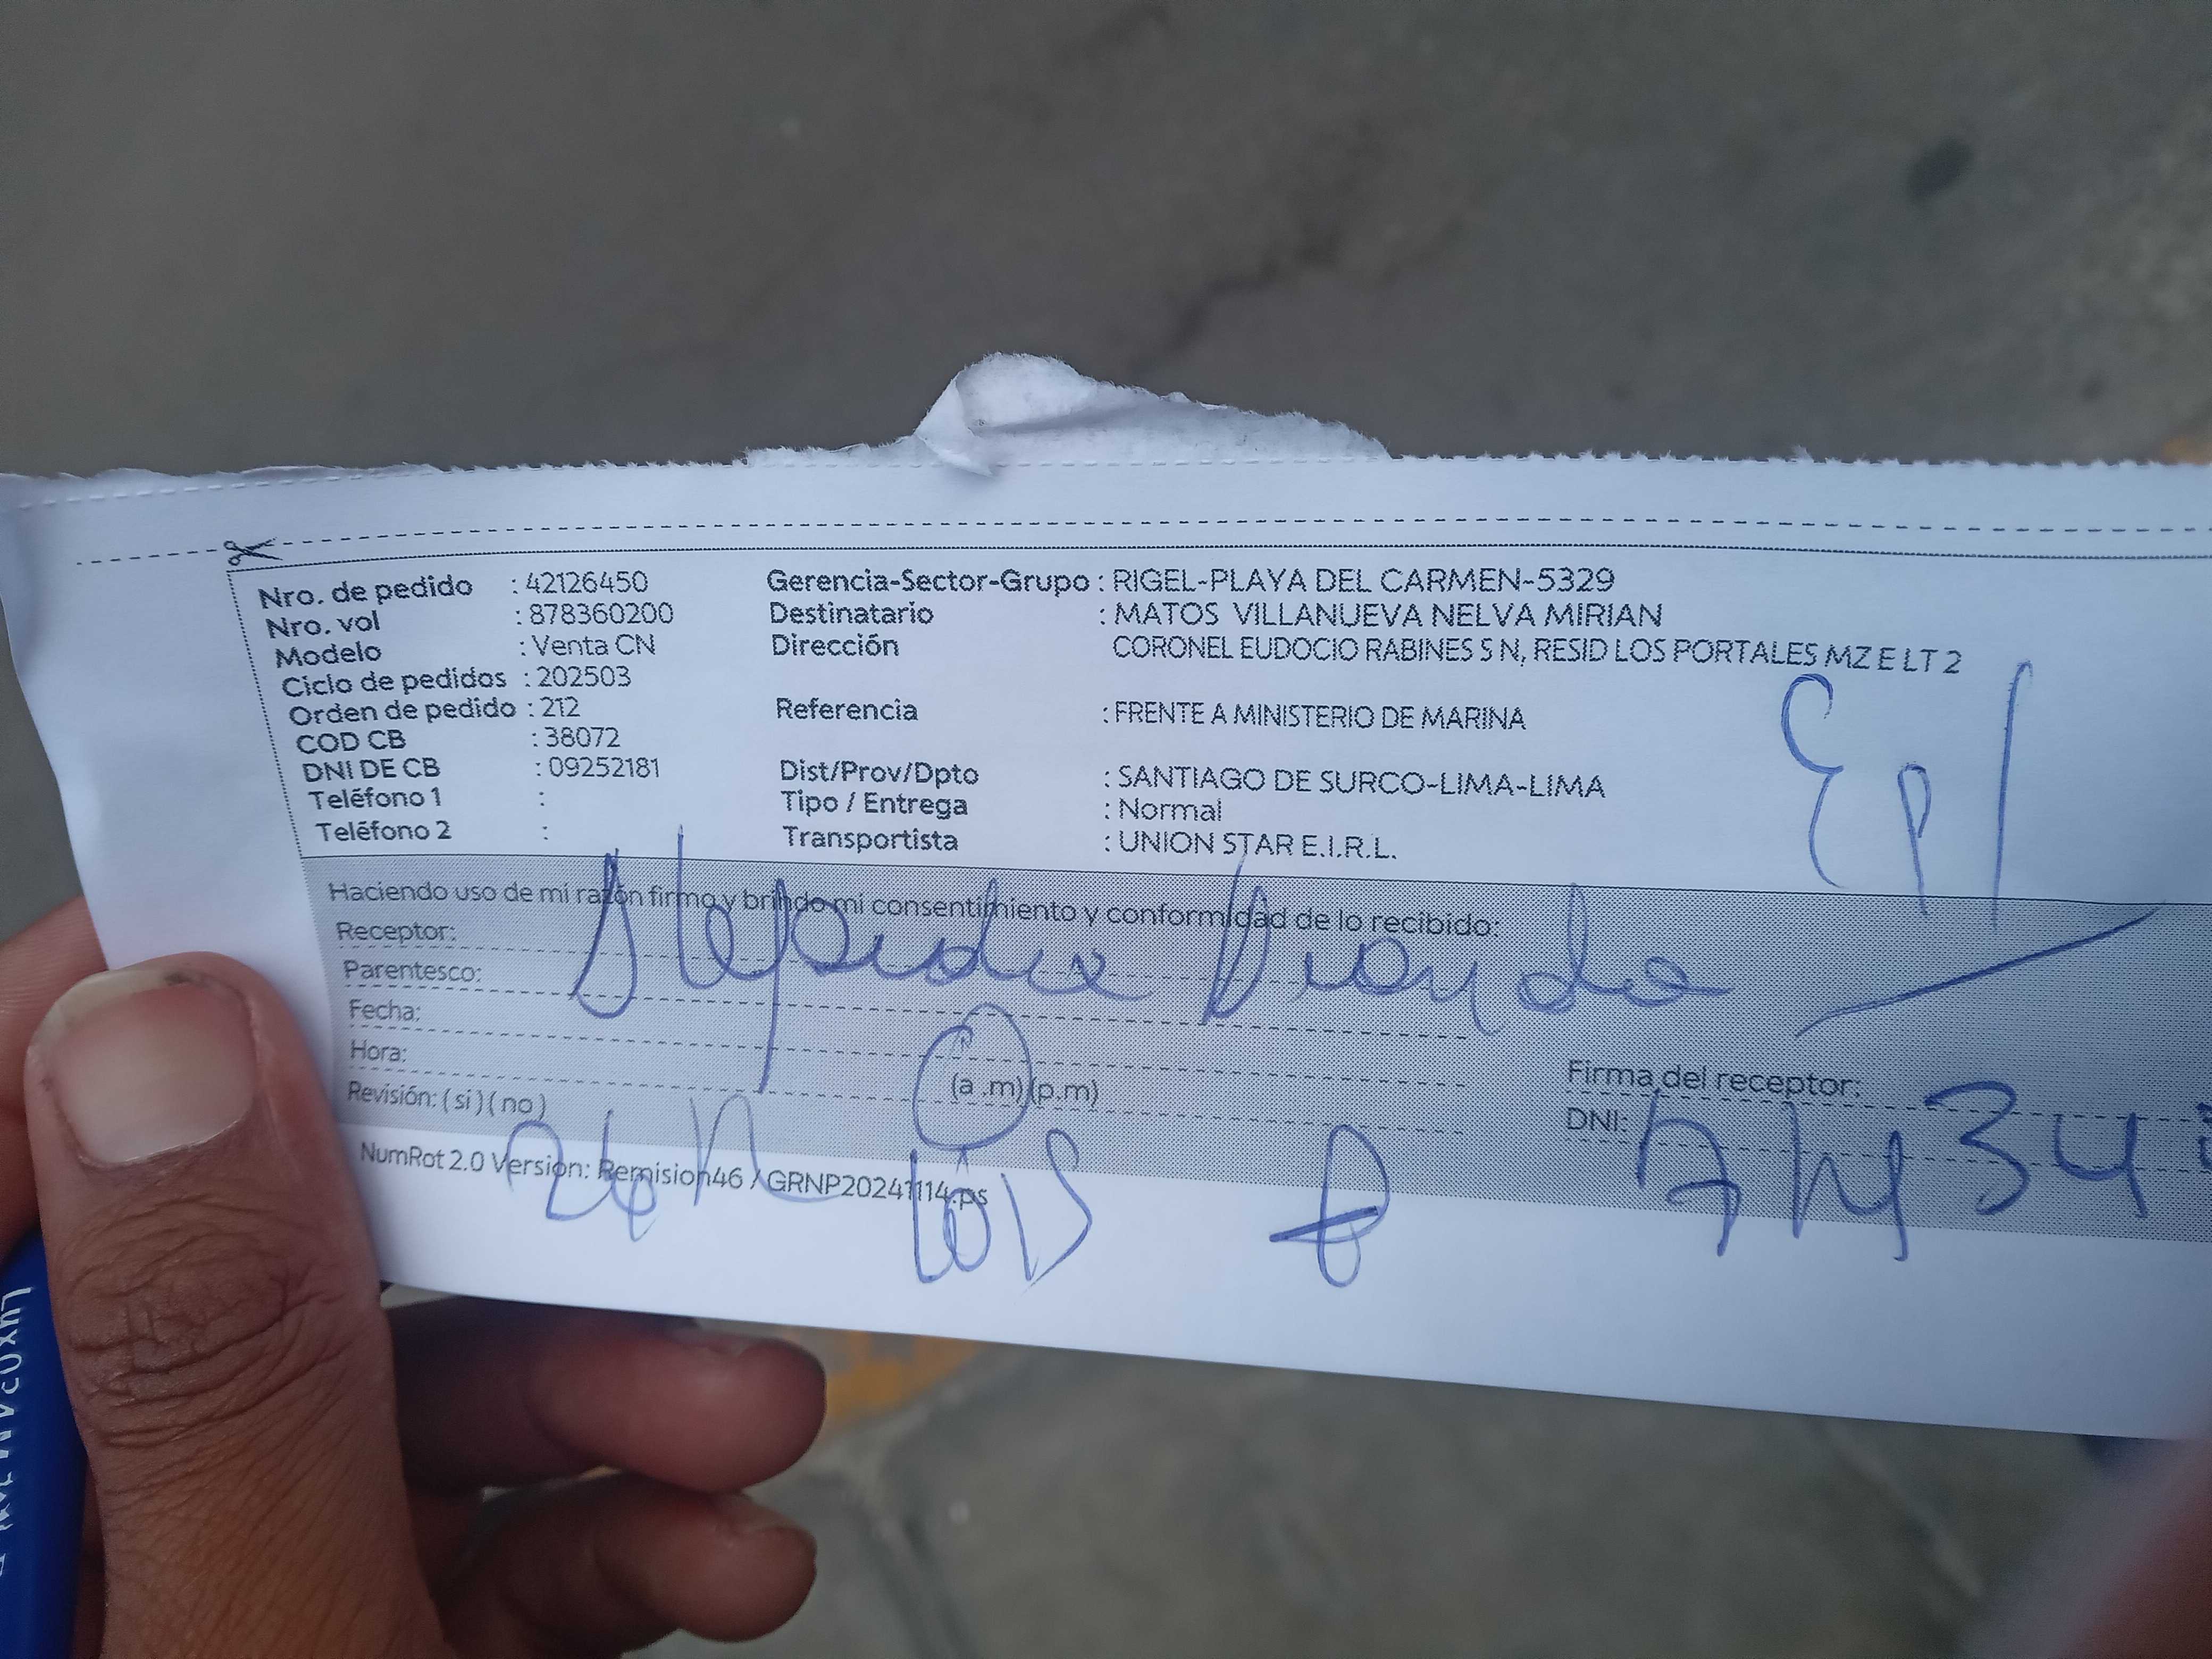 Nro. de pedido : 42126450
Nro. vol : 878360200
Modelo : Venta CN
Ciclo de pedidos : 202503
Orden de pedido : 212
COD CB : 38072
DNI DE CB : 09252181
Teléfono 1 :
Teléfono 2 :
Gerencia-Sector-Grupo : RIGEL-PLAYA DEL CARMEN-5329
Destinatario : MATOS VILLANUEVA NELVA MIRIAN
Dirección CORONEL EUDOCIO RABINES S N, RESID LOS PORTALES MZ E LT 2
Referencia : FRENTE A MINISTERIO DE MARINA
Dist/Prov/Dpto : SANTIAGO DE SURCO-LIMA-LIMA
Tipo / Entrega : Normal
Transportista : UNION STAR E.I.R.L.
Haciendo uso de mi razón firmo y brindo mi consentimiento y conformidad de lo recibido:
Receptor:
Parentesco:
Fecha:
Hora: (a .m) (p.m)
Revisión: ( si ) ( no )
Firma del receptor:
DNI:
NumRot 2.0 Version: Remision46 / GRNP20241114.ps